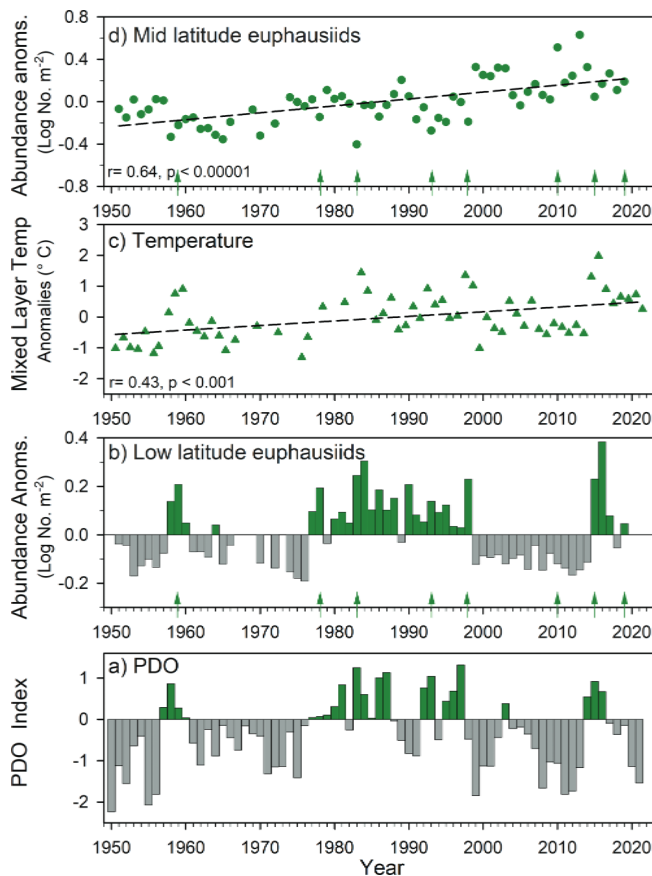 d) Mid latitude euphausiids
Abundance anoms.
(Log No. m-2)
0.8
0.4
0.0
-0.4
-0.8
r= 0.64, p < 0.00001
1950 1960 1970 1980 1990 2000 2010 2020
c) Temperature
Mixed Layer Temp
Anomalies (° C)
3
2
1
0
-1
-2
r= 0.43, p < 0.001
1950 1960 1970 1980 1990 2000 2010 2020
b) Low latitude euphausiids
Abundance Anoms.
(Log No. m-2)
0.4
0.2
0.0
-0.2
1950 1960 1970 1980 1990 2000 2010 2020
a) PDO
PDO Index
1
0
-1
-2
1950 1960 1970 1980 1990 2000 2010 2020
Year